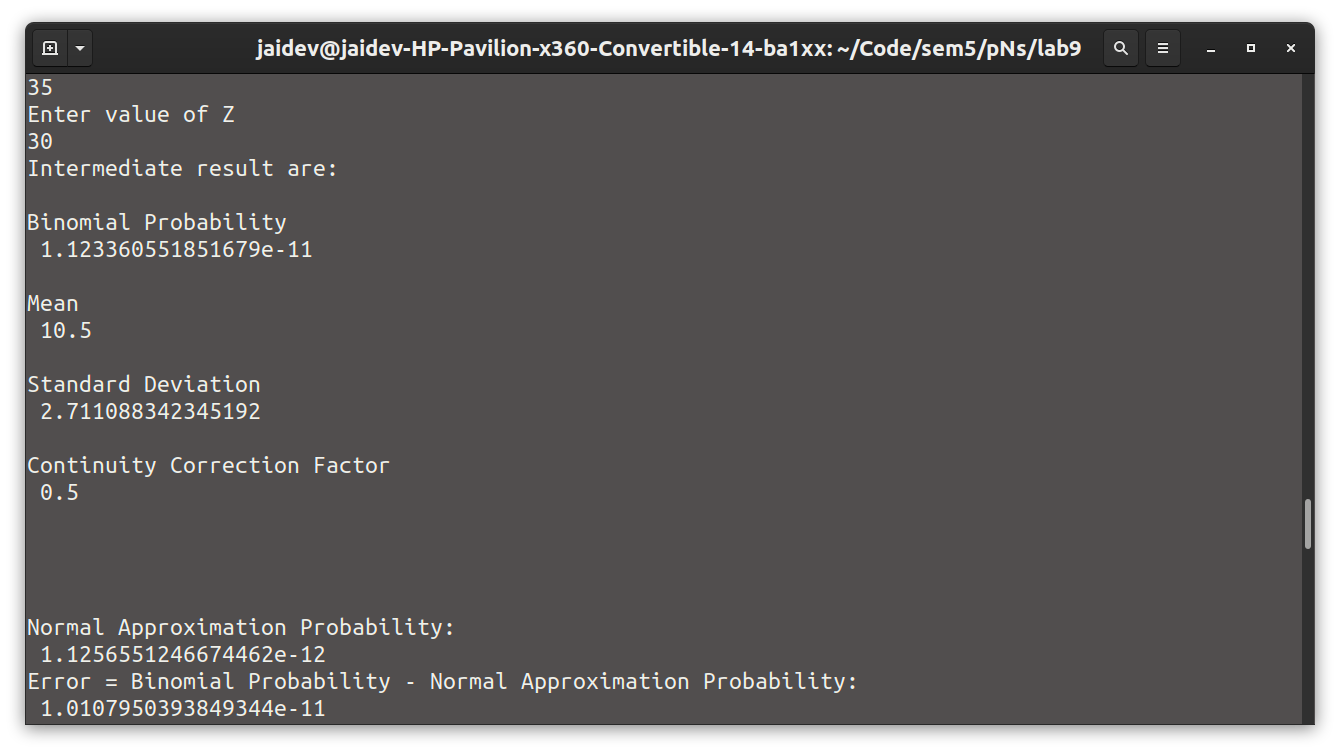 jaidev@jaidev-HP-Pavilion-x360-Convertible-14-ba1xx: ~/Code/sem5/pNs/lab9
35
Enter value of Z
30
Intermediate result are:
Binomial Probability
1.1233605518516​79e-11
Mean
10.5
Standard Deviation
2.711088342345192
Continuity Correction Factor
0.5
Normal Approximation Probability:
1.1256551246674462e-12
Error = Binomial Probability - Normal Approximation Probability:
1.0107950393849344e-11